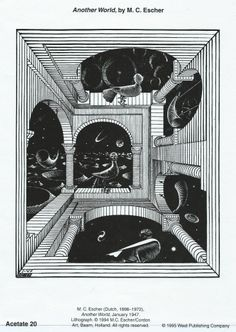 Another World, by M. C. Escher
M. C. Escher (Dutch, 1898–1972),
Another World, January 1947.
Lithograph. © 1994 M.C. Escher/Cordon
Art, Baarn, Holland. All rights reserved.
Acetate 20
© 1995 West Publishing Company